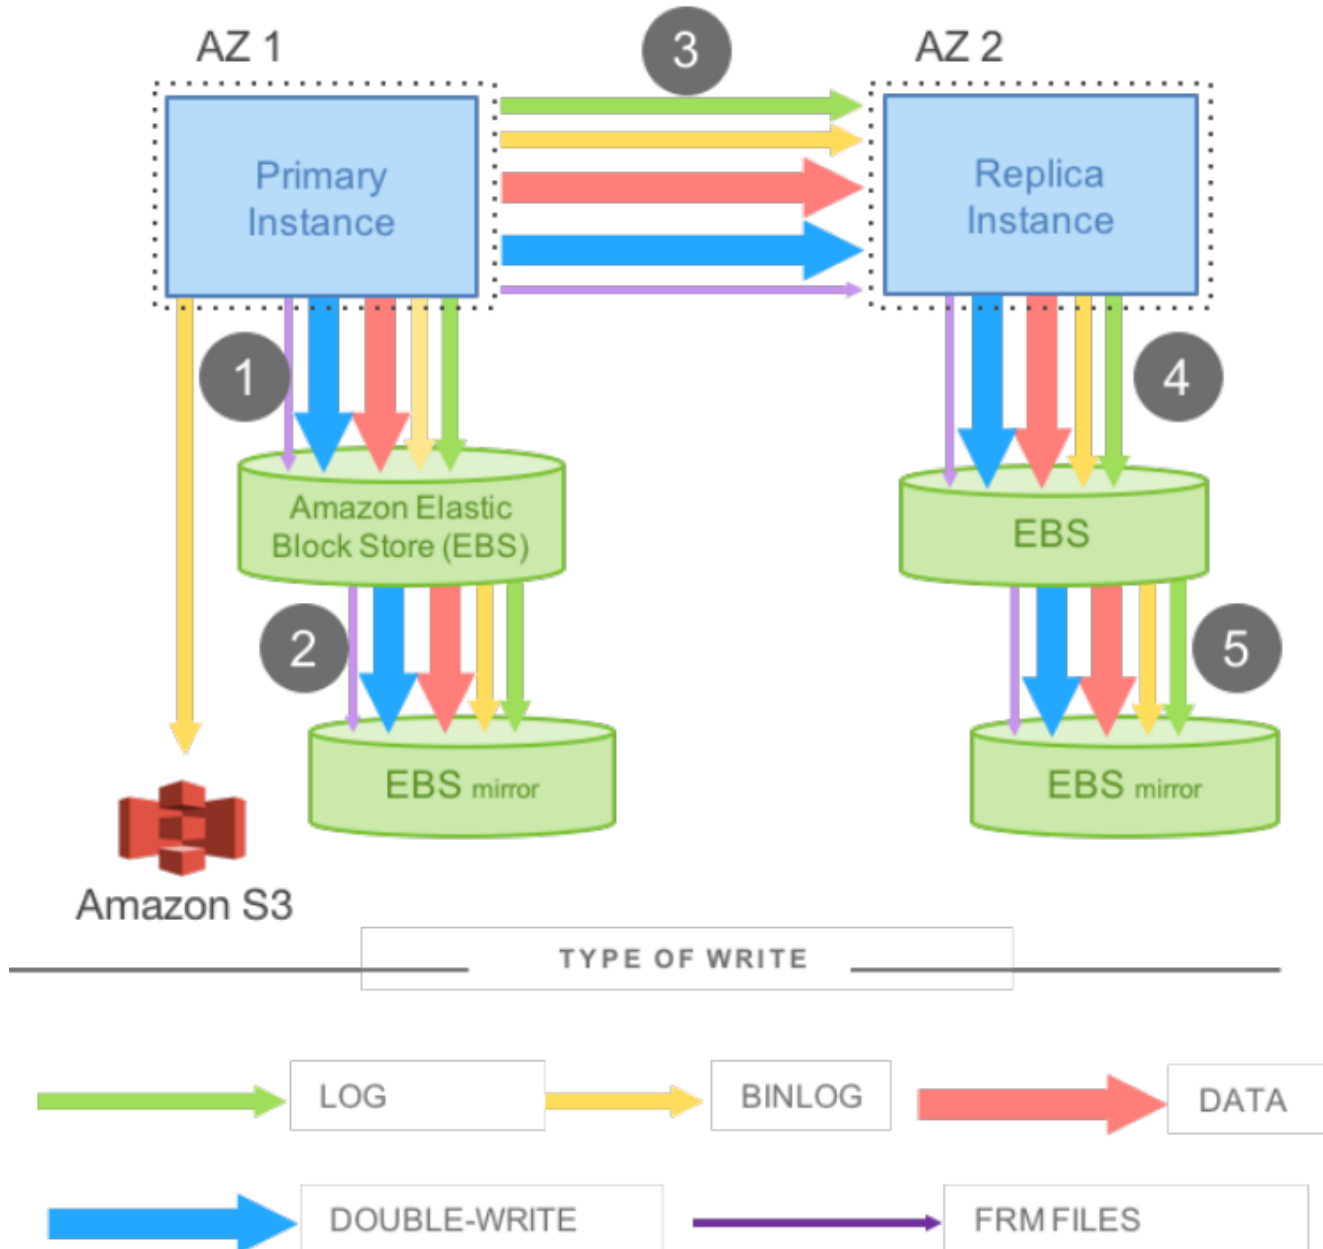 AZ 1
3
AZ 2
Primary
Instance
Replica
Instance
1
4
Amazon Elastic
Block Store (EBS)
EBS
2
5
EBS mirror
EBS mirror
Amazon S3
TYPE OF WRITE
LOG
BINLOG
DATA
DOUBLE-WRITE
FRM FILES